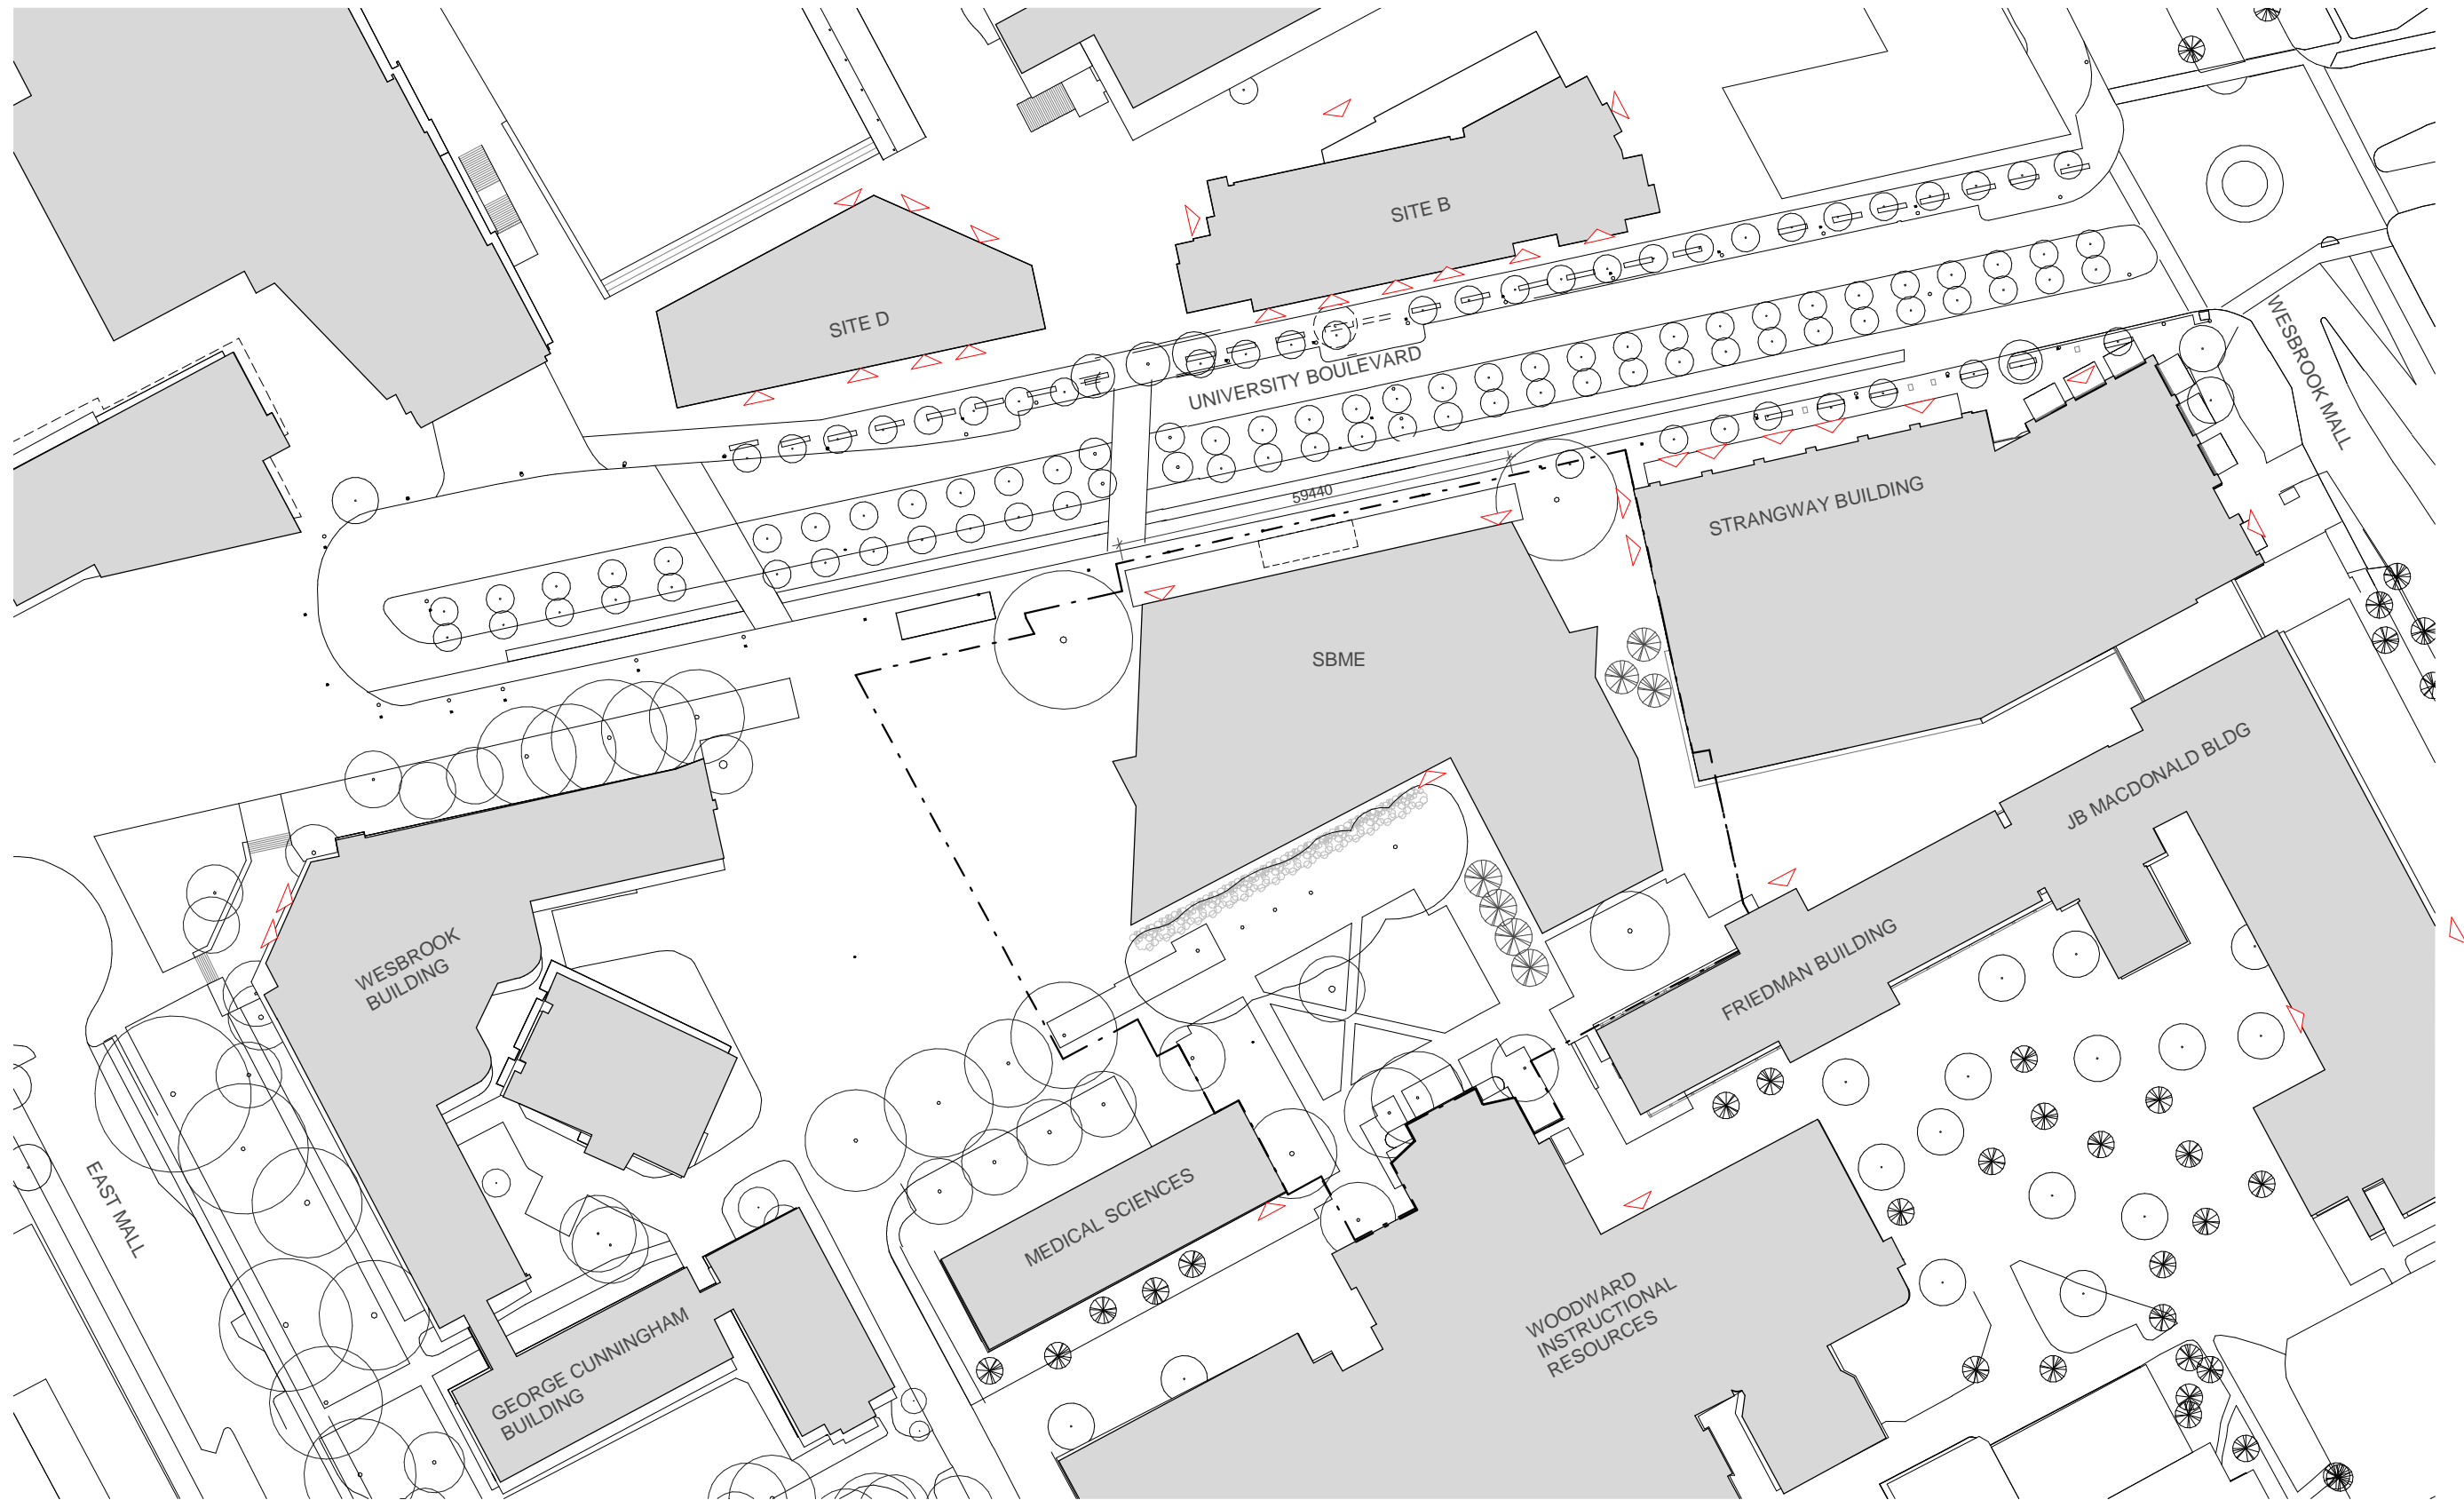 SITE B
SITE D
UNIVERSITY BOULEVARD
WESBROOK MALL
59440
STRANGWAY BUILDING
SBME
JB MACDONALD BLDG
WESBROOK
BUILDING
FRIEDMAN BUILDING
EAST MALL
MEDICAL SCIENCES
WOODWARD
INSTRUCTIONAL
RESOURCES
GEORGE CUNNINGHAM
BUILDING